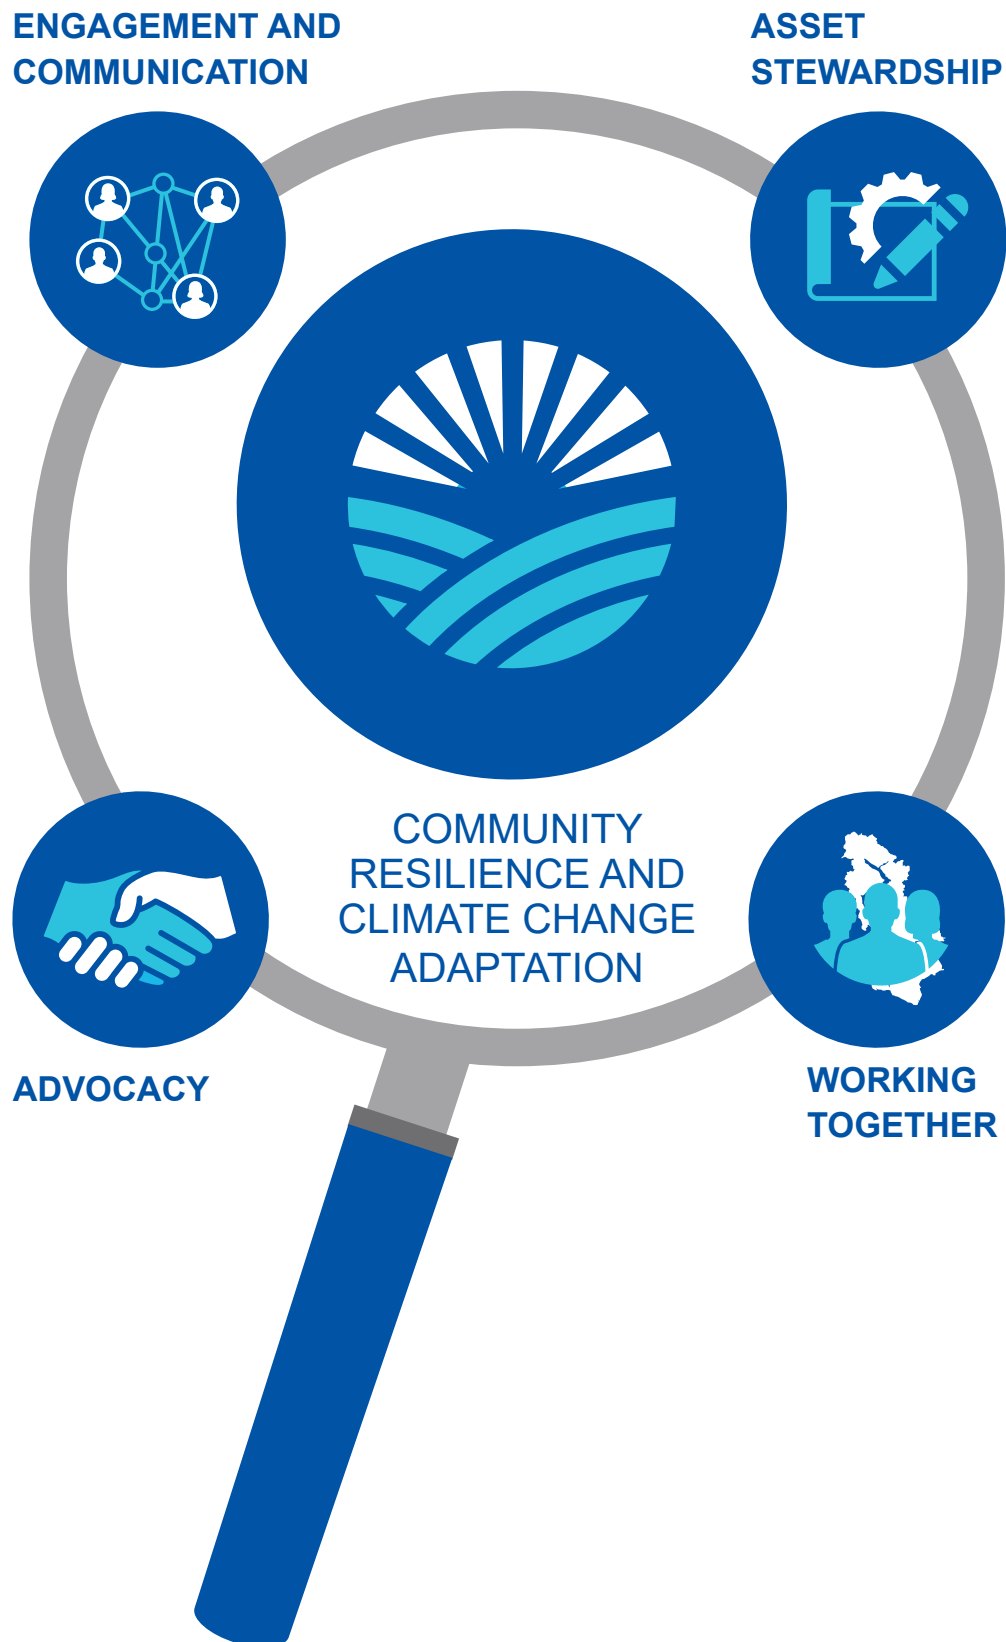 ENGAGEMENT AND
COMMUNICATION
ASSET
STEWARDSHIP
COMMUNITY
RESILIENCE AND
CLIMATE CHANGE
ADAPTATION
ADVOCACY
WORKING
TOGETHER